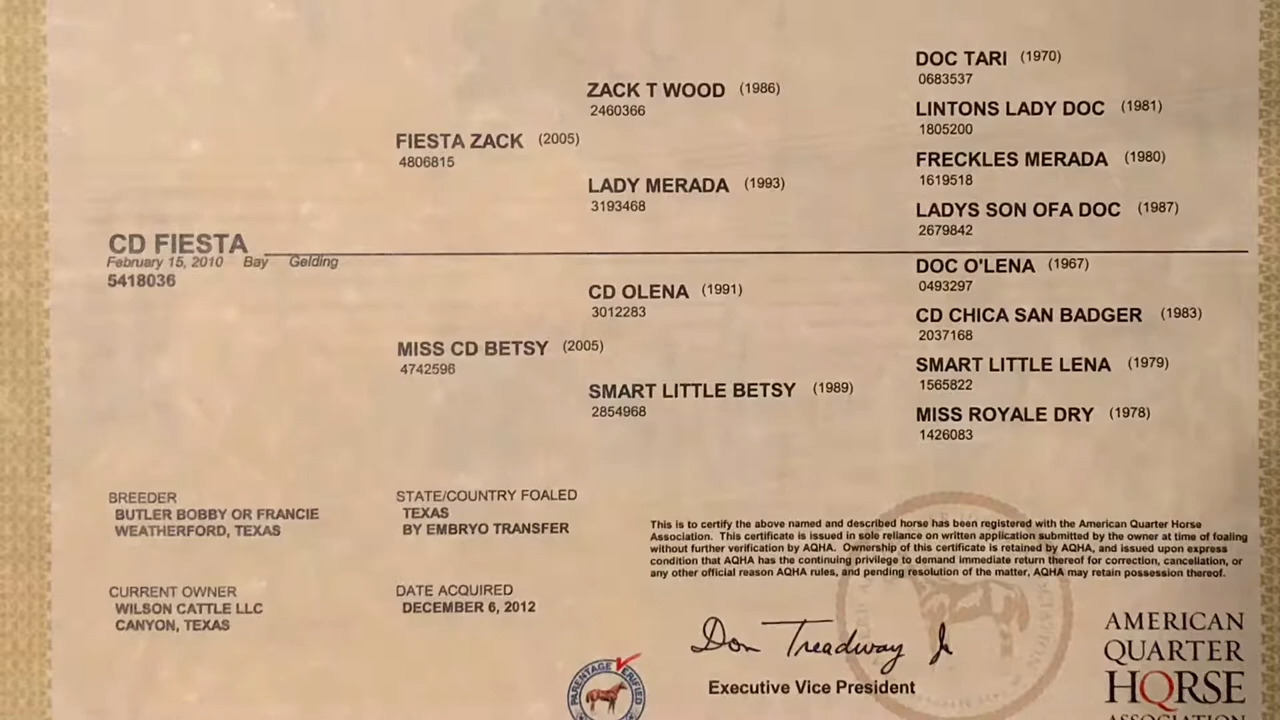 DOC TARI (1970)
0683537
ZACK T WOOD (1986)
2460366
LINTONS LADY DOC (1981)
1805200
FIESTA ZACK (2005)
4806815
FRECKLES MERADA (1980)
1619518
LADY MERADA (1993)
3193468
LADYS SON OFA DOC (1987)
2679842
CD FIESTA
February 15, 2010 Bay Gelding
5418036
DOC O'LENA (1967)
0493297
CD OLENA (1991)
3012283
CD CHICA SAN BADGER (1983)
2037168
MISS CD BETSY (2005)
4742596
SMART LITTLE LENA (1979)
1565822
SMART LITTLE BETSY (1989)
2854968
MISS ROYALE DRY (1978)
1426083
BREEDER
BUTLER BOBBY OR FRANCIE
WEATHERFORD, TEXAS
STATE/COUNTRY FOALED
TEXAS
BY EMBRYO TRANSFER
CURRENT OWNER
WILSON CATTLE LLC
CANYON, TEXAS
DATE ACQUIRED
DECEMBER 6, 2012
This is to certify the above named and described horse has been registered with the American Quarter Horse
Association. This certificate is issued in sole reliance on written application submitted by the owner at time of foaling
without further verification by AQHA. Ownership of this certificate is retained by AQHA, and issued upon express
condition that AQHA has the continuing privilege to demand immediate return thereof for correction, cancellation, or
any other official reason AQHA rules, and pending resolution of the matter, AQHA may retain possession thereof.
Don Treadway Jr
Executive Vice President
PARENTAGE VERIFIED
AMERICAN
QUARTER
HORSE
ASSOCIATION